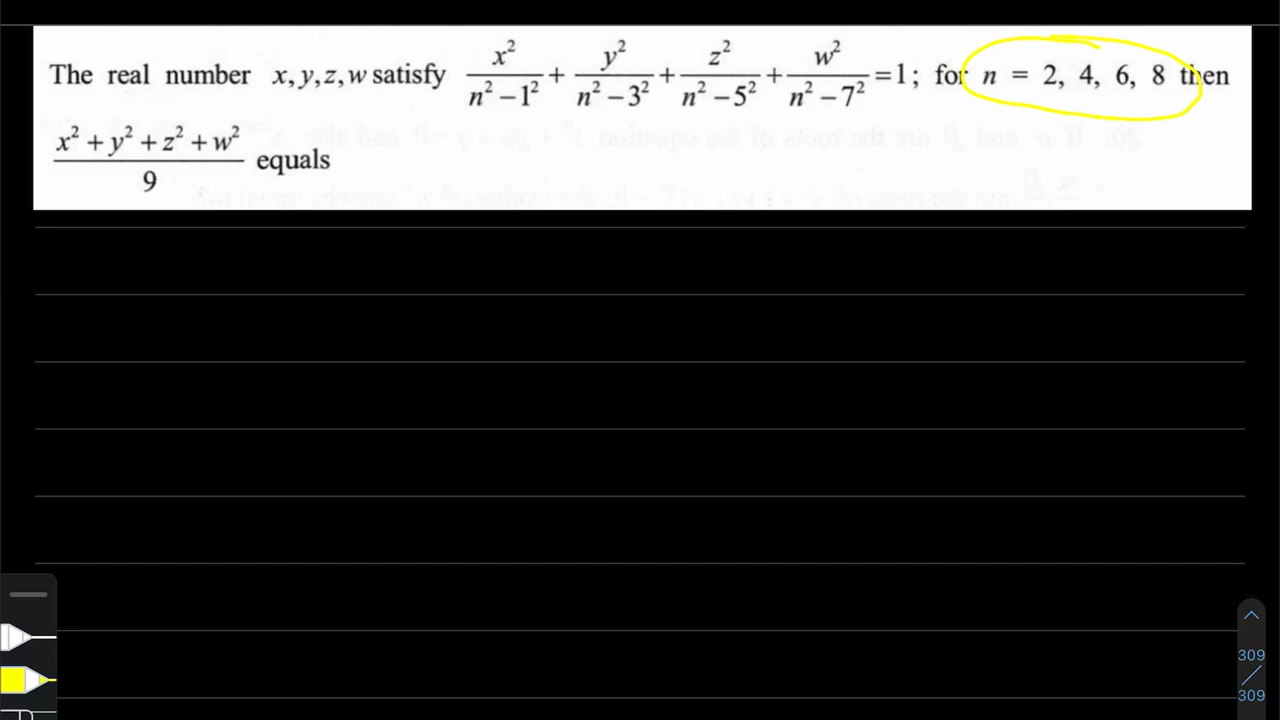 The real number x, y, z, w satisfy x²/(n² – 1²) + y²/(n² – 3²) + z²/(n² – 5²) + w²/(n² – 7²) = 1 ; for n = 2, 4, 6, 8 then
(x² + y² + z² + w²)/9 equals
309
309